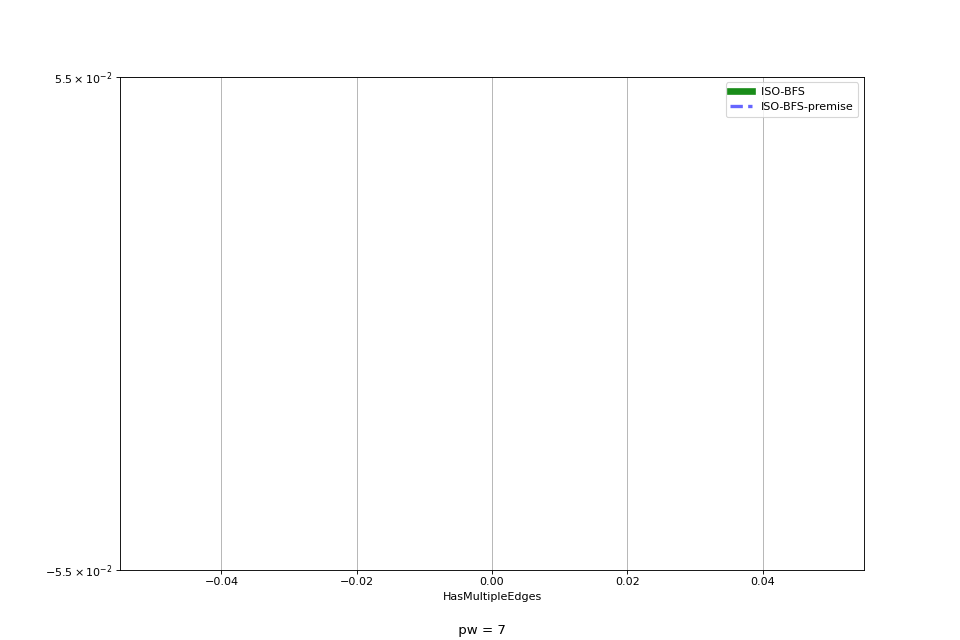 5.5 × 10⁻²
ISO-BFS
ISO-BFS-premise
−5.5 × 10⁻²
−0.04 −0.02 0.00 0.02 0.04
HasMultipleEdges
pw = 7